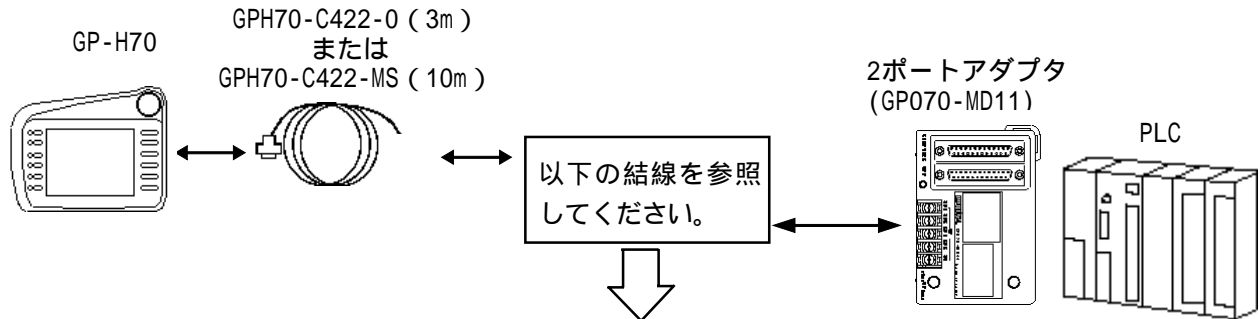 GP-H70
GPH70-C422-0（3m）
または
GPH70-C422-MS（10m）
以下の結線を参照
してください。
2ポートアダプタ
(GP070-MD11)
PLC